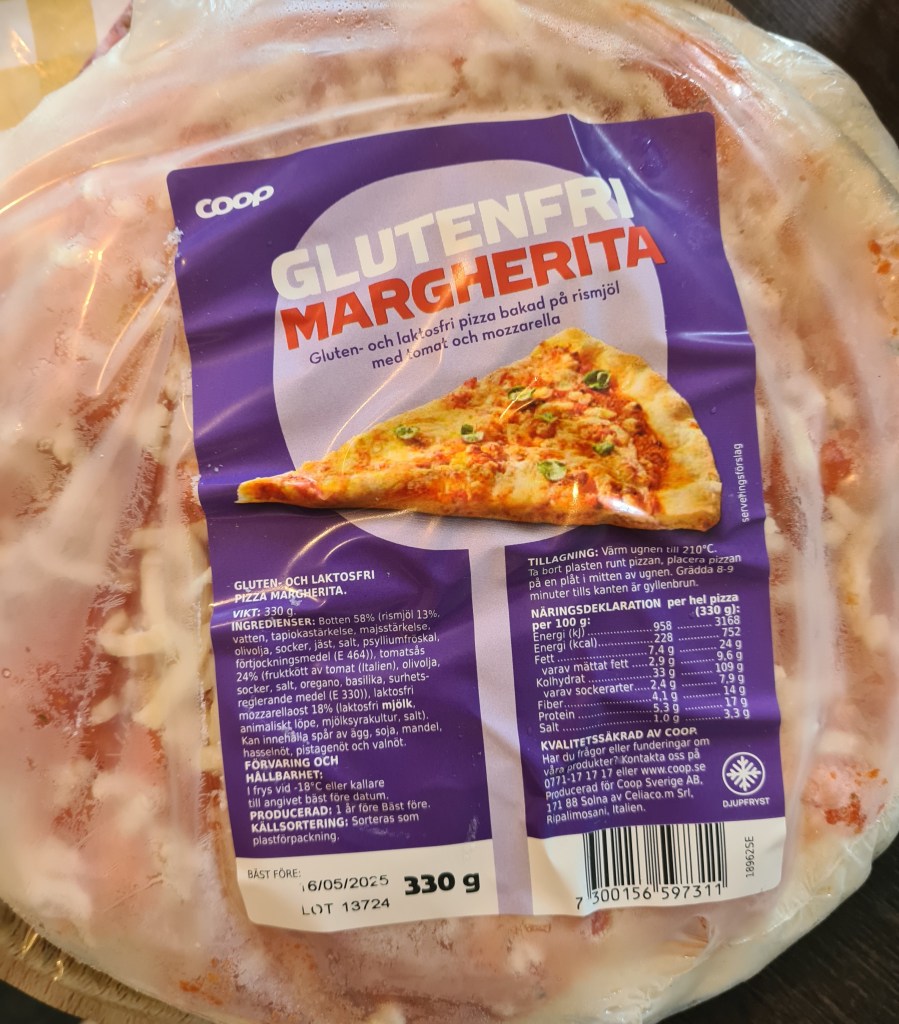 coop
GLUTENFRI
MARGHERITA
Gluten- och laktosfri pizza bakad på rismjöl
med tomat och mozzarella
serveringsförslag
GLUTEN- OCH LAKTOSFRI
PIZZA MARGHERITA.
VIKT: 330 g.
INGREDIENSER: Botten 58% (rismjöl 13%,
vatten, tapiokastärkelse, majsstärkelse,
olivolja, socker, jäst, salt, psylliumfröskal,
förtjockningsmedel (E 464)), tomatsås
24% (fruktkött av tomat (Italien), olivolja,
socker, salt, oregano, basilika, surhets-
reglerande medel (E 330)), laktosfri
mozzarellaost 18% (laktosfri mjölk,
animaliskt löpe, mjölksyrakultur, salt).
Kan innehålla spår av ägg, soja, mandel,
hasselnöt, pistagenöt och valnöt.
FÖRVARING OCH
HÅLLBARHET:
I frys vid -18°C eller kallare
till angivet bäst före datum.
PRODUCERAD: 1 år före Bäst före.
KÄLLSORTERING: Sorteras som
plastförpackning.
BÄST FÖRE:
16/05/2025
LOT 13724
330 g
TILLAGNING: Värm ugnen till 210°C.
Ta bort plasten runt pizzan, placera pizzan
på en plåt i mitten av ugnen. Grädda 8-9
minuter tills kanten är gyllenbrun.
NÄRINGSDEKLARATION per hel pizza
per 100 g: (330 g):
Energi (kJ) 958 3168
Energi (kcal) 228 752
Fett 7,4 g 24 g
varav mättat fett 2,9 g 9,6 g
Kolhydrat 33 g 109 g
varav sockerarter 2,4 g 7,9 g
Fiber 4,1 g 14 g
Protein 5,3 g 17 g
Salt 1,0 g 3,3 g
KVALITETSSÄKRAD AV COOP.
Har du frågor eller funderingar om
våra produkter? Kontakta oss på
0771-17 17 17 eller www.coop.se
Producerad för Coop Sverige AB,
171 88 Solna av Celiaco.m Srl,
Ripalimosani, Italien.
DJUPFRYST
7 300156 597311
18962SE